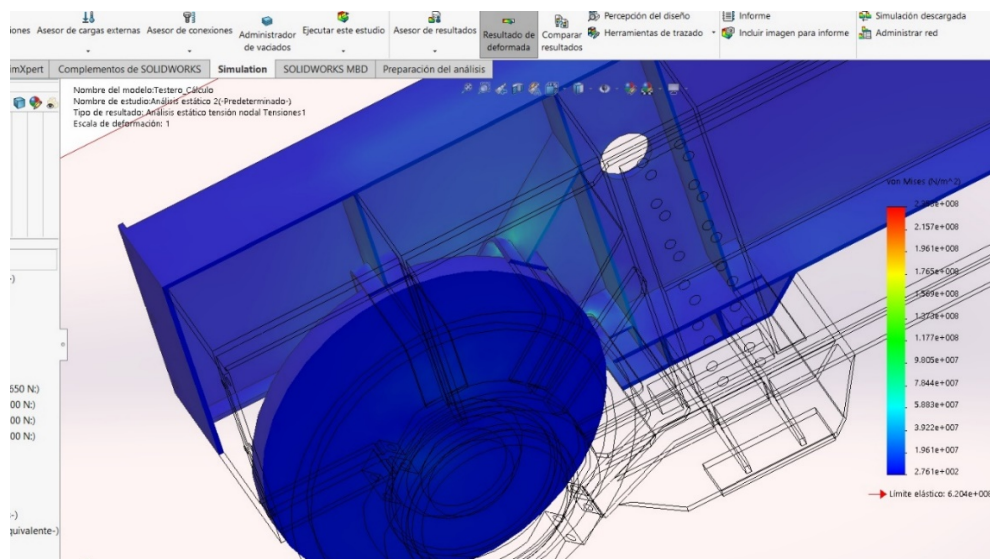 iones Asesor de cargas externas Asesor de conexiones Administrador de vaciados Ejecutar este estudio Asesor de resultados Resultado de deformada Comparar resultados
Percepción del diseño
Herramientas de trazado
Informe
Incluir imagen para informe
Simulación descargada
Administrar red
imXpert Complementos de SOLIDWORKS Simulation SOLIDWORKS MBD Preparación del análisis
Nombre del modelo:Testero_Cálculo
Nombre de estudio:Análisis estático 2(-Predeterminado-)
Tipo de resultado: Análisis estático tensión nodal Tensiones1
Escala de deformación: 1
von Mises (N/m^2)
2.157e+008
1.961e+008
1.765e+008
1.569e+008
1.373e+008
1.177e+008
9.805e+007
7.844e+007
5.883e+007
3.922e+007
1.961e+007
2.761e+002
Límite elástico: 6.204e+008
-)
650 N:)
00 N:)
00 N:)
00 N:)
-)
quivalente-)